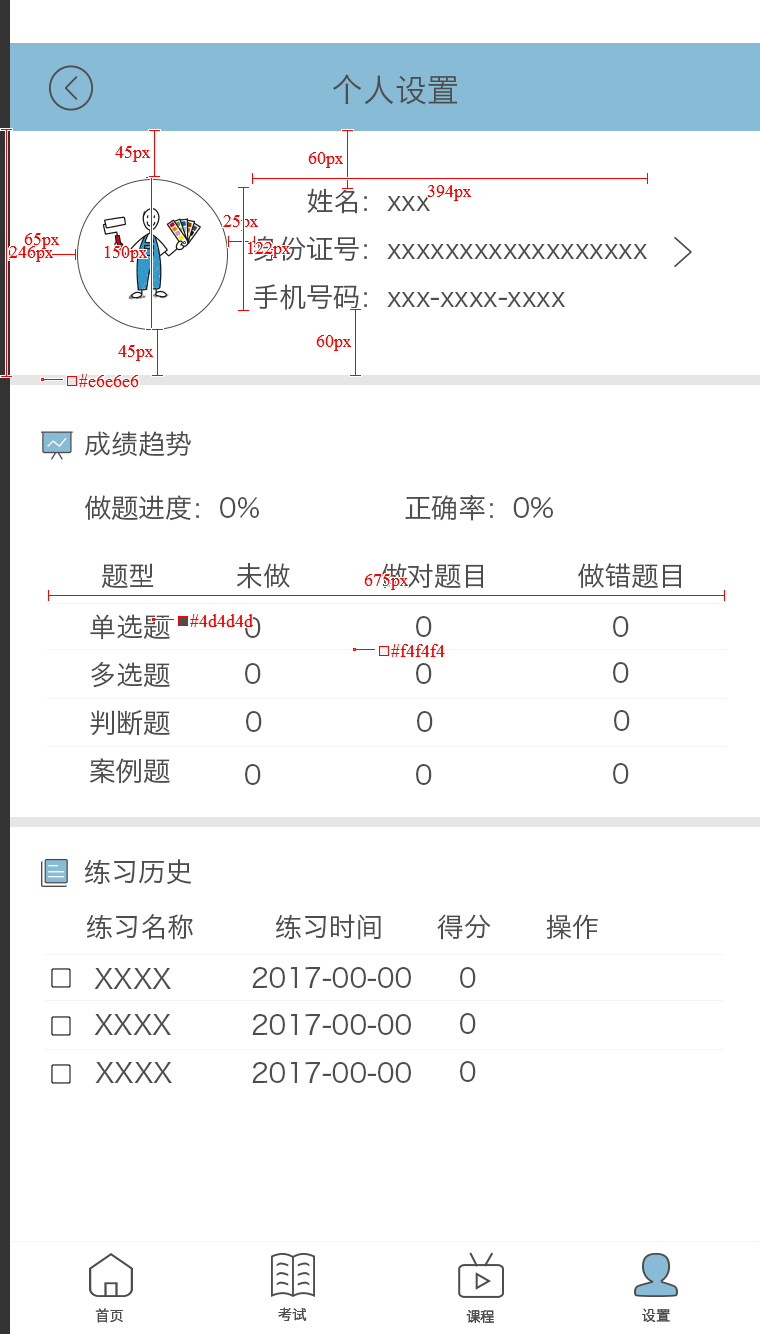 个人设置
45px
60px
394px
姓名：xxx
25px
65px
246px
150px
122px
身份证号：xxxxxxxxxxxxxxxxxx
手机号码：xxx-xxxx-xxxx
45px
60px
#e6e6e6
成绩趋势
做题进度：0% 正确率：0%
题型 未做 做对题目 做错题目
675px
单选题 0 0 0
#4d4d4d
#f4f4f4
多选题 0 0 0
判断题 0 0 0
案例题 0 0 0
练习历史
练习名称 练习时间 得分 操作
XXXX 2017-00-00 0
XXXX 2017-00-00 0
XXXX 2017-00-00 0
首页 考试 课程 设置